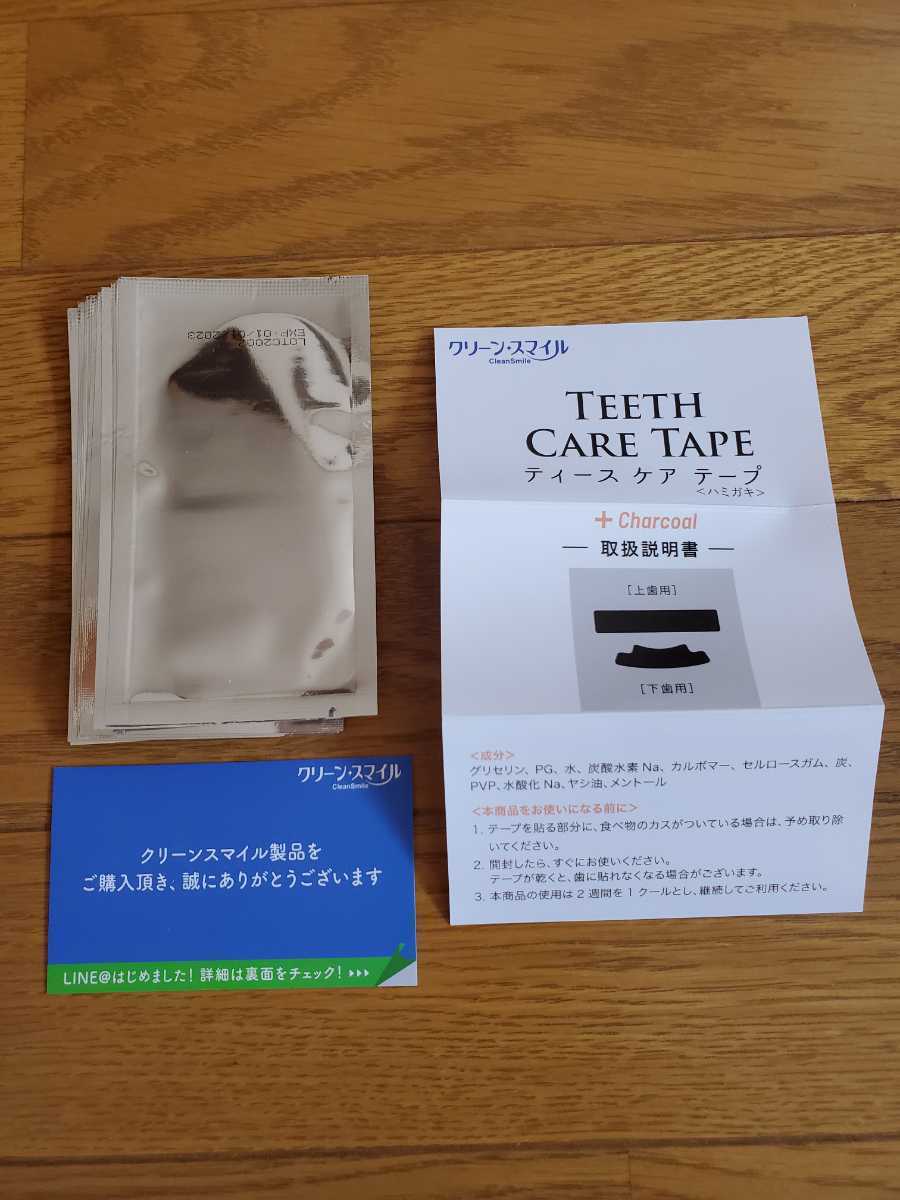 LOTC2002
EXP:01/01/2023
クリーン・スマイル
CleanSmile
TEETH
CARE TAPE
ティース ケア テープ
<ハミガキ>
+ Charcoal
― 取扱説明書 ―
[上歯用]
[下歯用]
<成分>
グリセリン、PG、水、炭酸水素Na、カルボマー、セルロースガム、炭、
PVP、水酸化Na、ヤシ油、メントール
<本商品をお使いになる前に>
1. テープを貼る部分に、食べ物のカスがついている場合は、予め取り除
いてください。
2. 開封したら、すぐにお使いください。
テープが乾くと、歯に貼れなくなる場合がございます。
3. 本商品の使用は2週間を1クールとし、継続してご利用ください。
クリーン・スマイル
CleanSmile
クリーンスマイル製品を
ご購入頂き、誠にありがとうございます
LINE@はじめました!詳細は裏面をチェック!▸▸▸